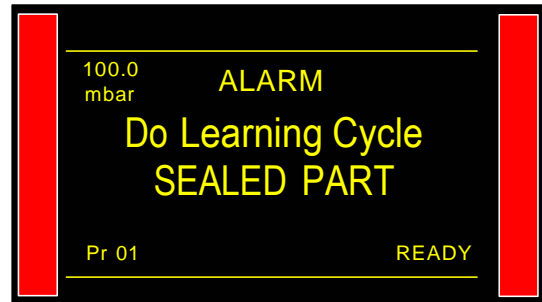 100.0
mbar
ALARM
Do Learning Cycle
SEALED PART
Pr 01
READY